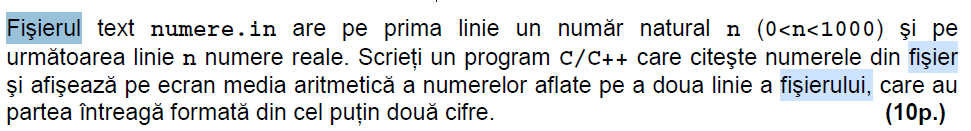 Fişierul text numere.in are pe prima linie un număr natural n (0<n<1000) şi pe
următoarea linie n numere reale. Scrieţi un program C/C++ care citeşte numerele din fişier
şi afişează pe ecran media aritmetică a numerelor aflate pe a doua linie a fişierului, care au
partea întreagă formată din cel puţin două cifre. (10p.)